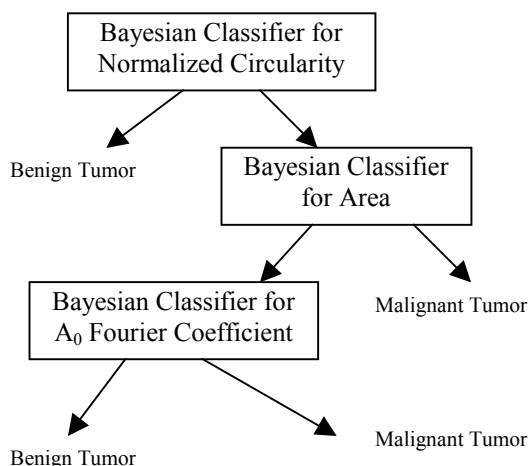 Bayesian Classifier for
Normalized Circularity
Benign Tumor
Bayesian Classifier
for Area
Bayesian Classifier for
A₀ Fourier Coefficient
Malignant Tumor
Benign Tumor
Malignant Tumor